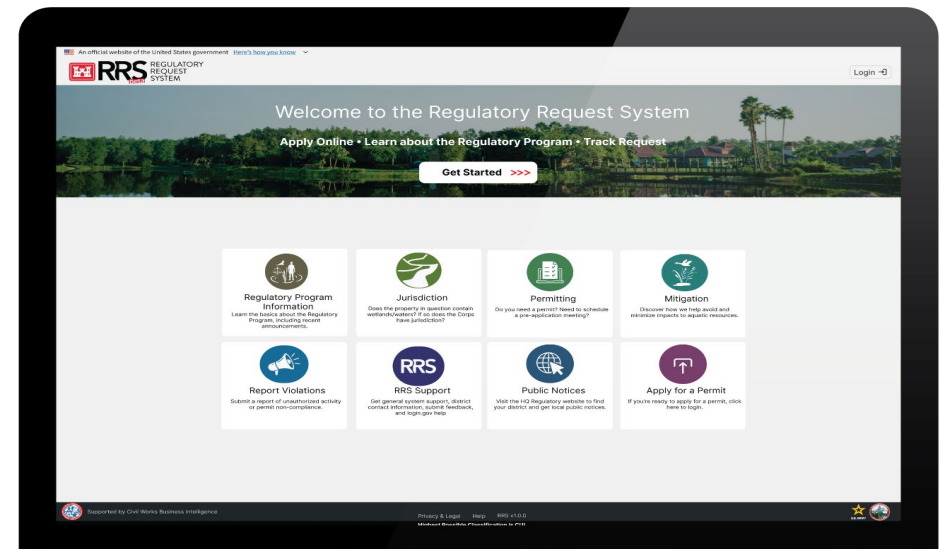 An official website of the United States government Here's how you know
RRS
REGULATORY
REQUEST
SYSTEM
Login
Welcome to the Regulatory Request System
Apply Online • Learn about the Regulatory Program • Track Request
Get Started >>>
Regulatory Program
Information
Learn the basics about the Regulatory
Program, including recent
announcements.
Jurisdiction
Does the property in question contain
wetlands/waters? If so does the Corps
have jurisdiction?
Permitting
Do you need a permit? Need to schedule
a pre-application meeting?
Mitigation
Discover how we help avoid and
minimize impacts to aquatic resources.
Report Violations
Submit a report of unauthorized activity
or permit non-compliance.
RRS
RRS Support
Get general system support, district
contact information, submit feedback,
and login.gov help
Public Notices
Visit the HQ Regulatory website to find
your district and get local public notices.
Apply for a Permit
If you're ready to apply for a permit, click
here to login.
Supported by Civil Works Business Intelligence
Privacy & Legal Help RRS v1.0.0
Highest Possible Classification is CUI
U.S. ARMY